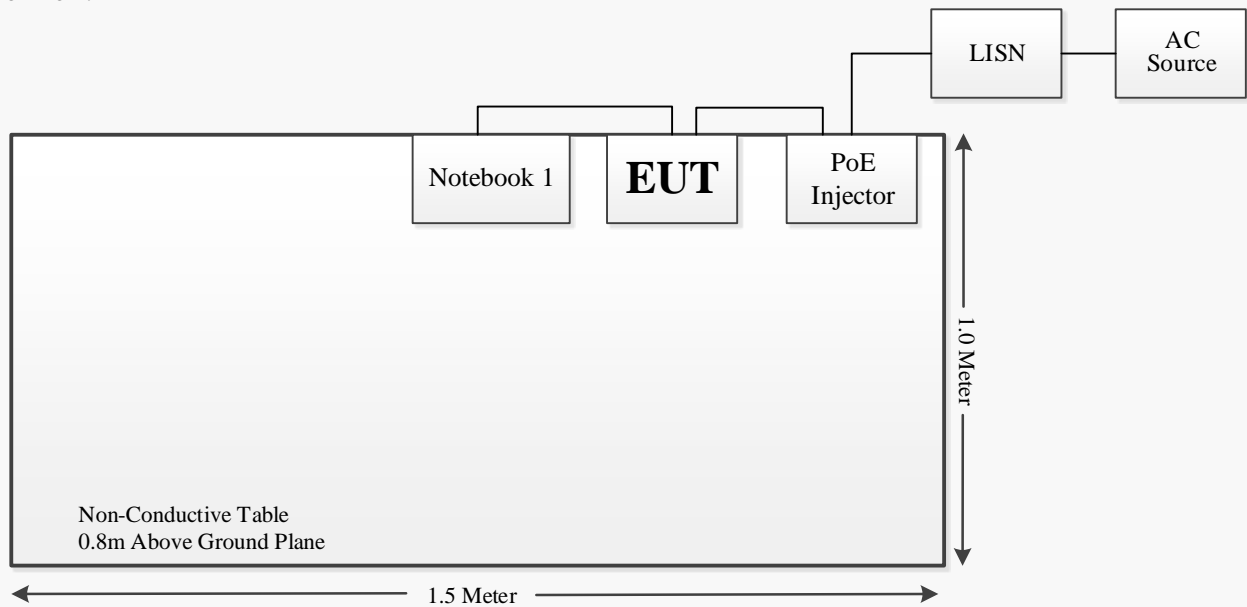 LISN
AC
Source
Notebook 1
EUT
PoE
Injector
1.0 Meter
Non-Conductive Table
0.8m Above Ground Plane
1.5 Meter